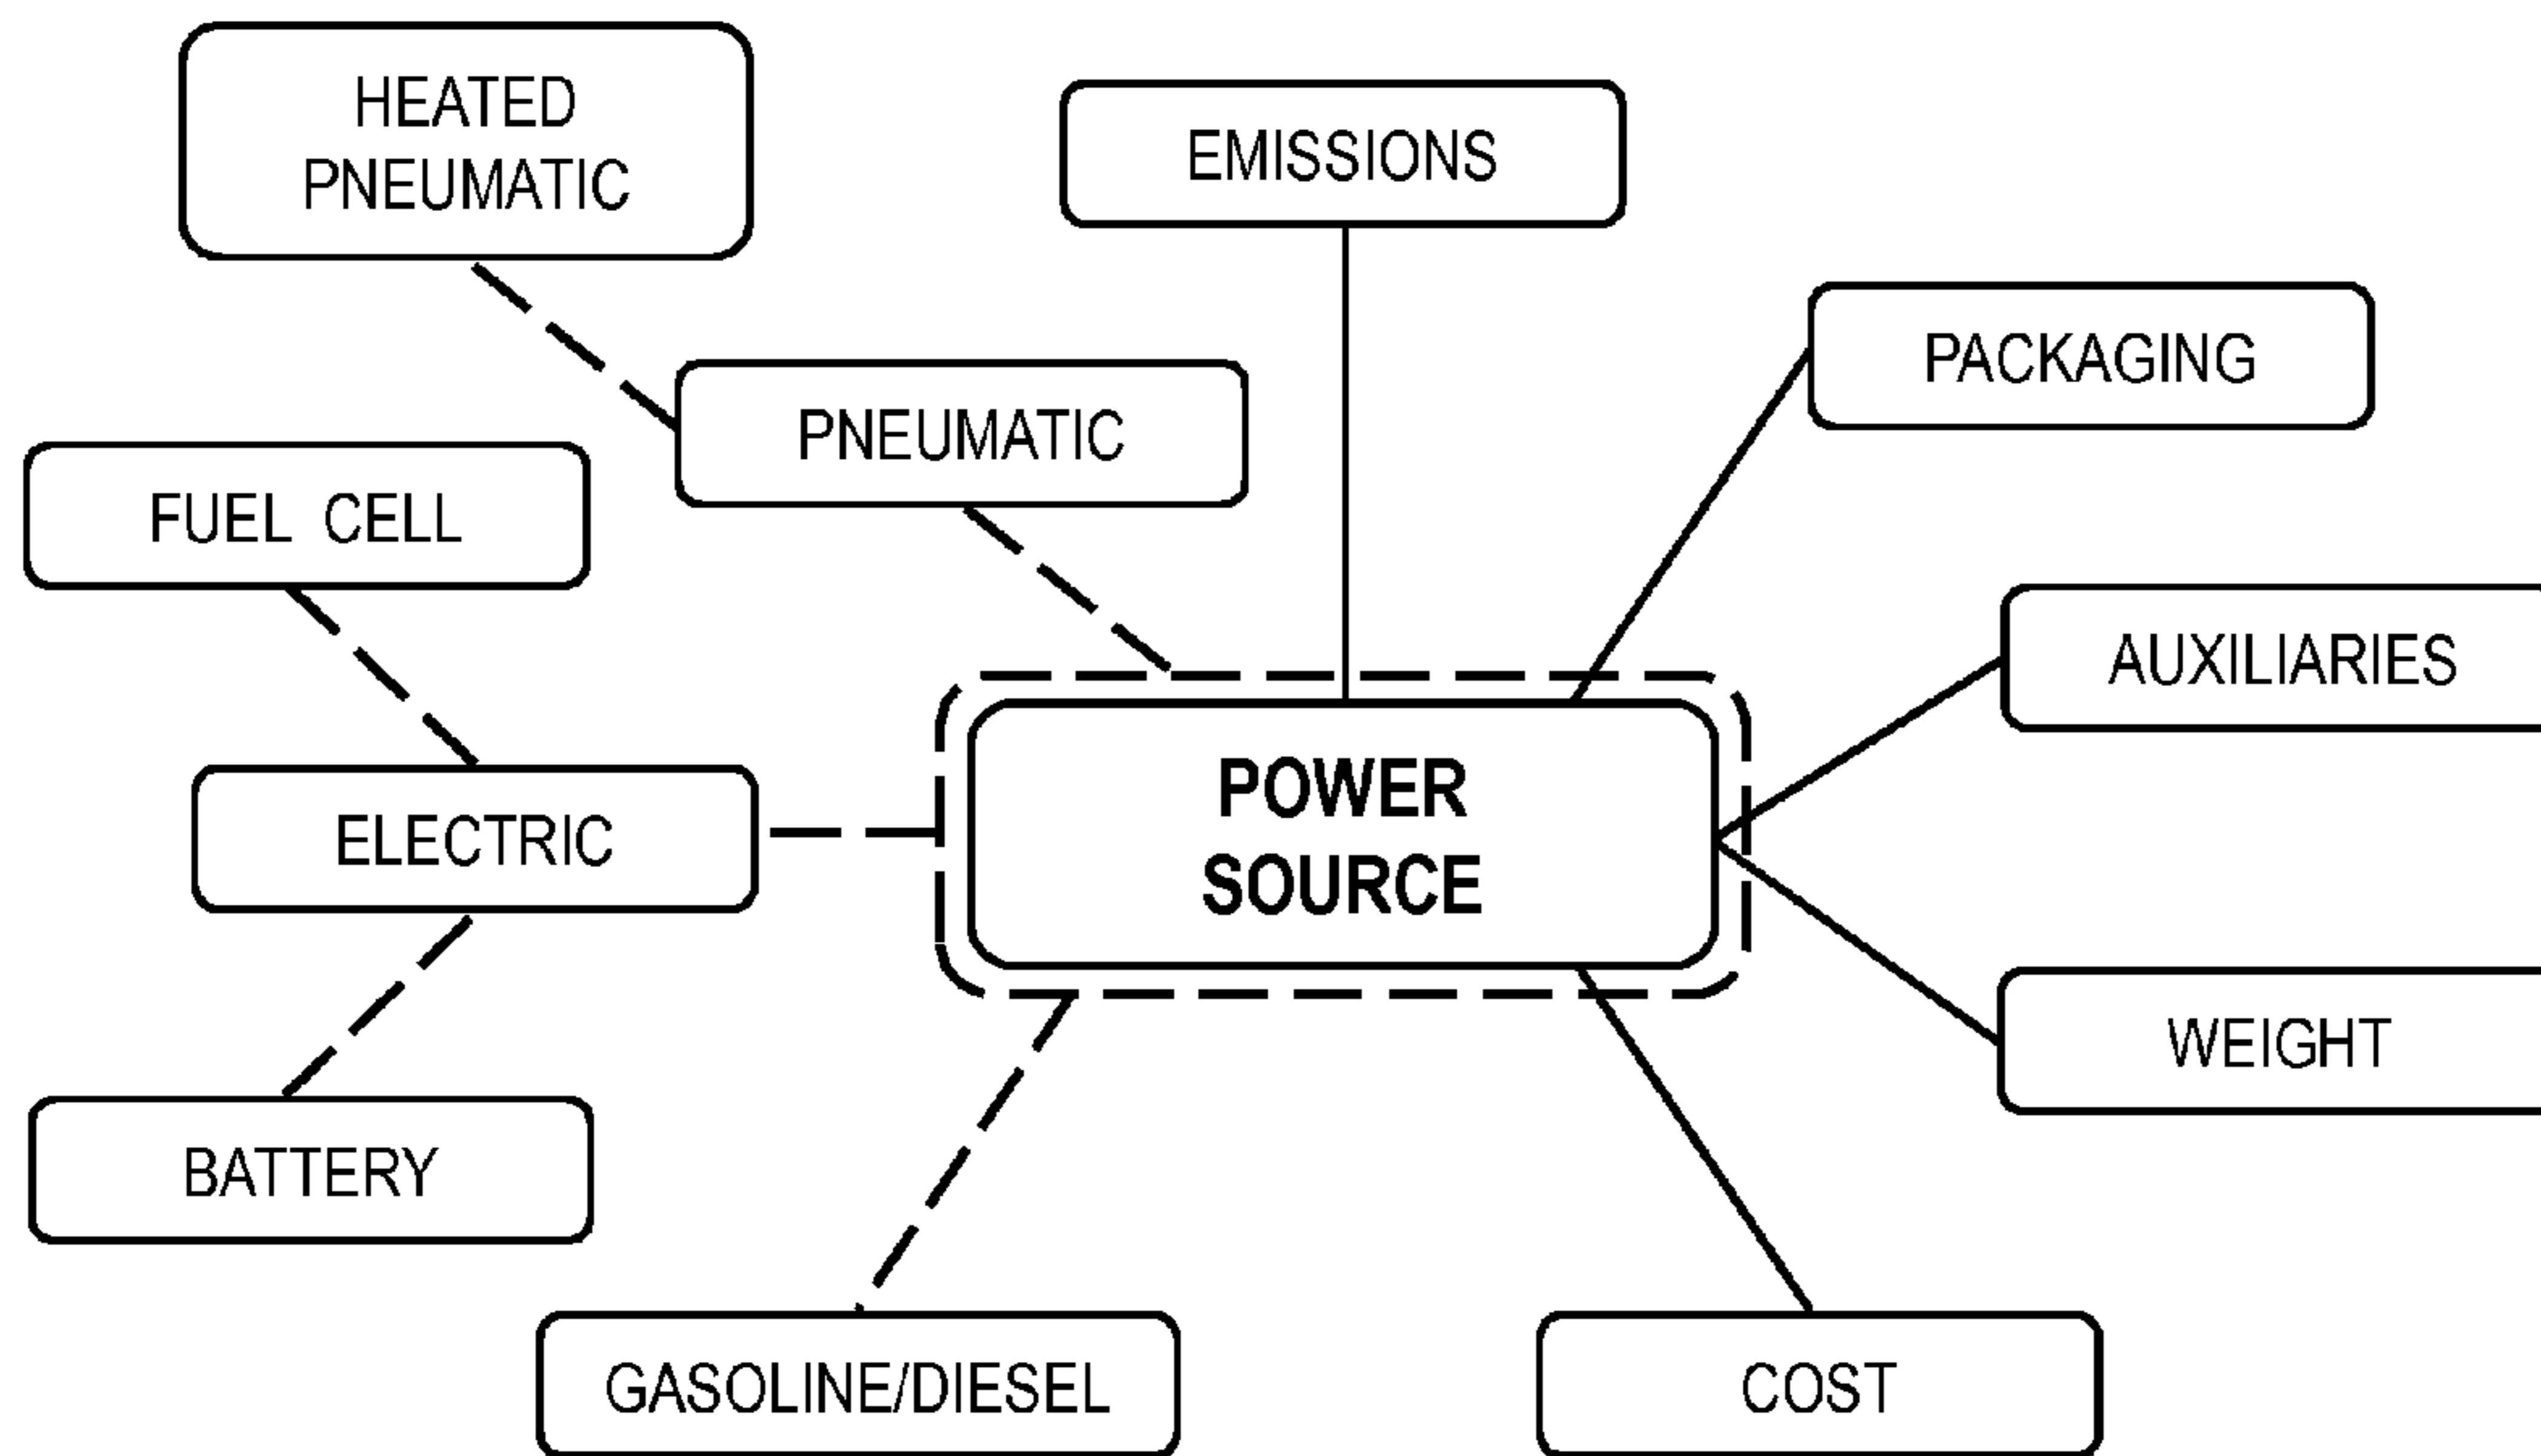 HEATED
PNEUMATIC
EMISSIONS
PACKAGING
PNEUMATIC
FUEL CELL
AUXILIARIES
POWER
SOURCE
ELECTRIC
WEIGHT
BATTERY
GASOLINE/DIESEL
COST